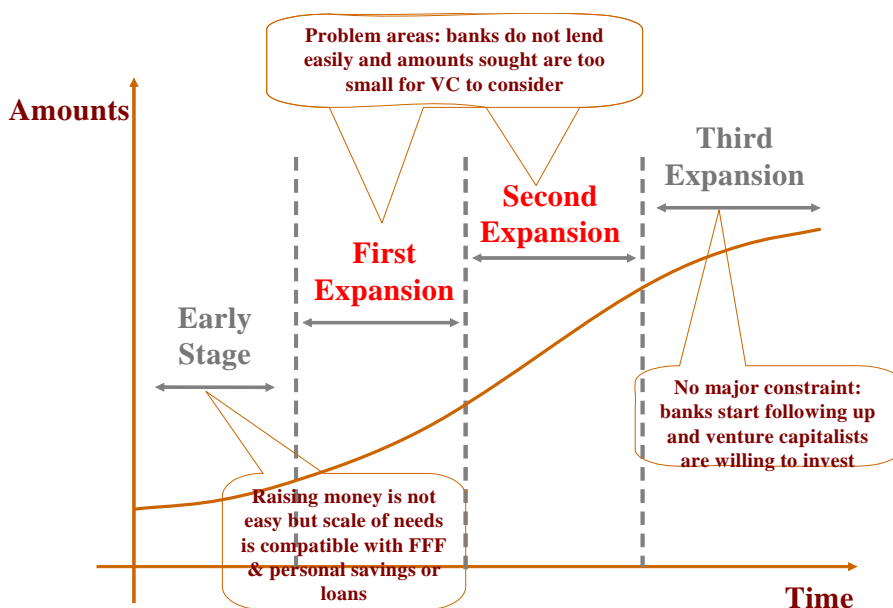 Problem areas: banks do not lend
easily and amounts sought are too
small for VC to consider
Amounts
Third
Expansion
Second
Expansion
First
Expansion
Early
Stage
No major constraint:
banks start following up
and venture capitalists
are willing to invest
Raising money is not
easy but scale of needs
is compatible with FFF
& personal savings or
loans
Time